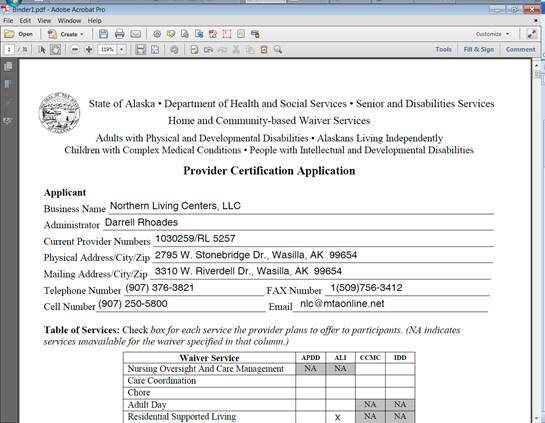 Binder1.pdf - Adobe Acrobat Pro
File Edit View Window Help
Open Create Customize
1 / 31 119% Tools Fill & Sign Comment
State of Alaska • Department of Health and Social Services • Senior and Disabilities Services
Home and Community-based Waiver Services
Adults with Physical and Developmental Disabilities • Alaskans Living Independently
Children with Complex Medical Conditions • People with Intellectual and Developmental Disabilities
Provider Certification Application
Applicant
Business Name Northern Living Centers, LLC
Administrator Darrell Rhoades
Current Provider Numbers 1030259/RL 5257
Physical Address/City/Zip 2795 W. Stonebridge Dr., Wasilla, AK 99654
Mailing Address/City/Zip 3310 W. Riverdell Dr., Wasilla, AK 99654
Telephone Number (907) 376-3821 FAX Number 1(509)756-3412
Cell Number (907) 250-5800 Email nlc@mtaonline.net
Table of Services: Check box for each service the provider plans to offer to participants. (NA indicates
services unavailable for the waiver specified in that column.)
Waiver Service APDD ALI CCMC IDD
Nursing Oversight And Care Management NA NA
Care Coordination
Chore
Adult Day NA NA
Residential Supported Living X NA NA